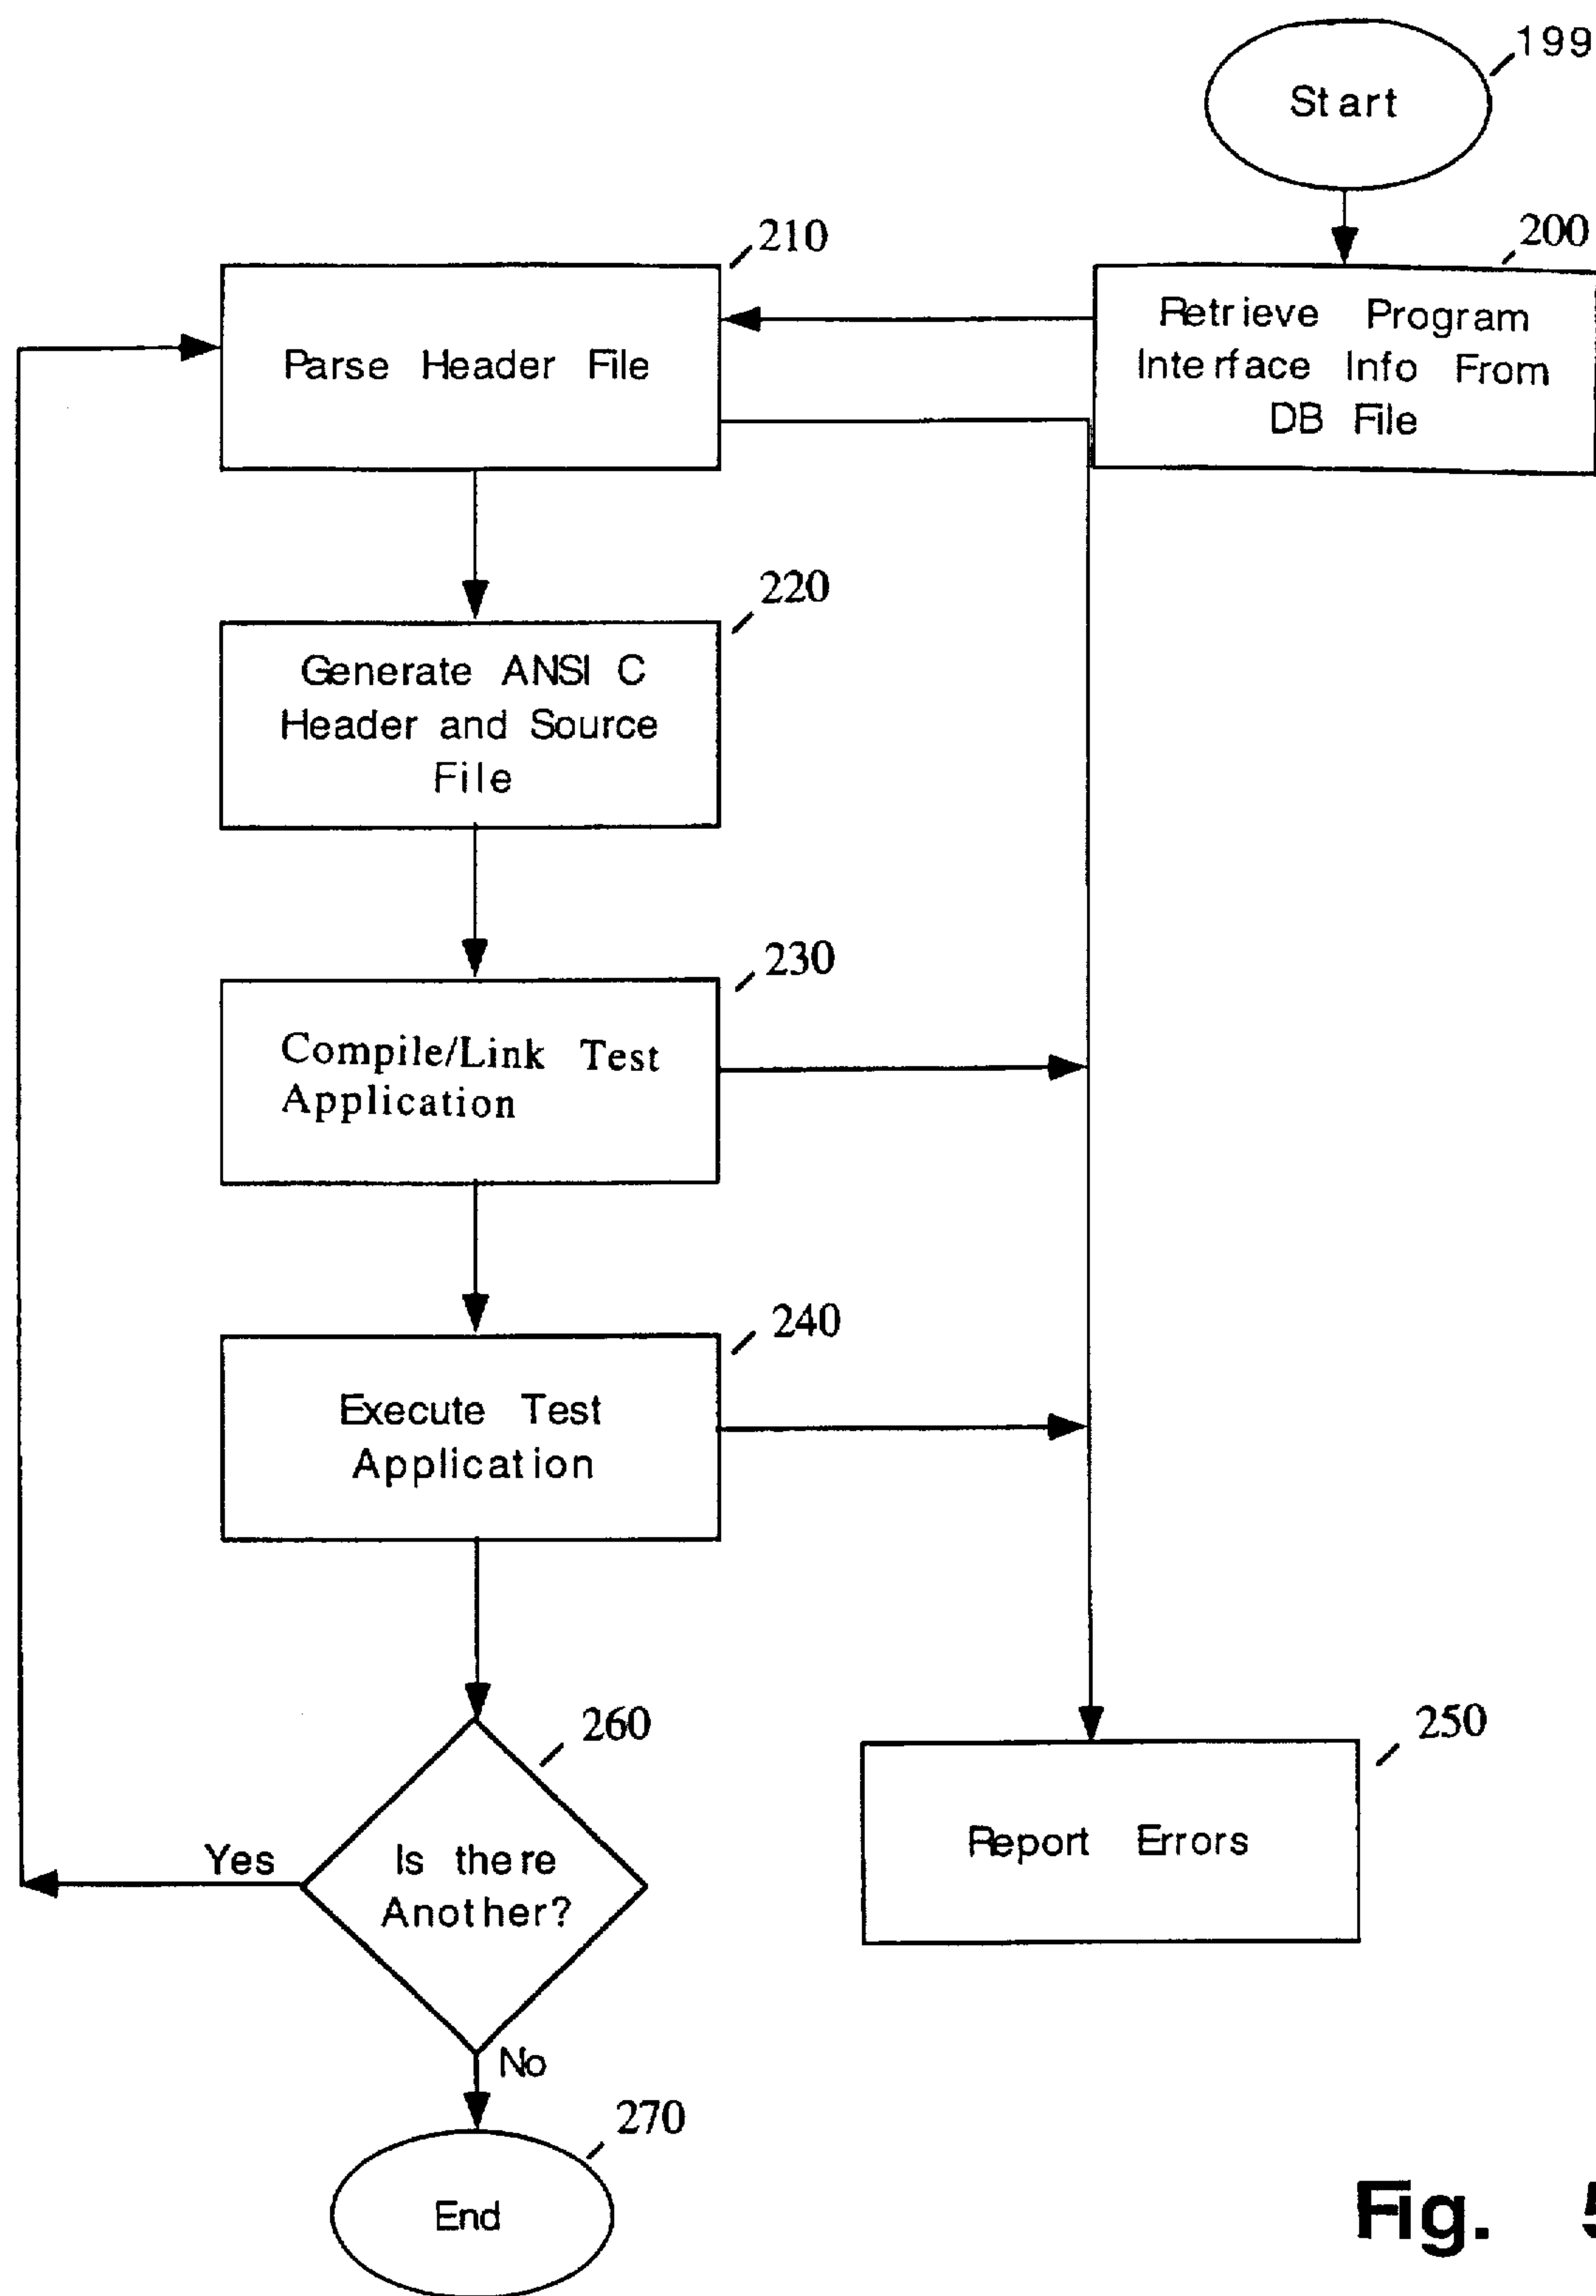 199
Start
200
Retrieve Program
Interface Info From
DB File
210
Parse Header File
220
Generate ANSI C
Header and Source
File
230
Compile/Link Test
Application
240
Execute Test
Application
260
Is there
Another?
Yes
No
250
Report Errors
270
End
Fig. 5